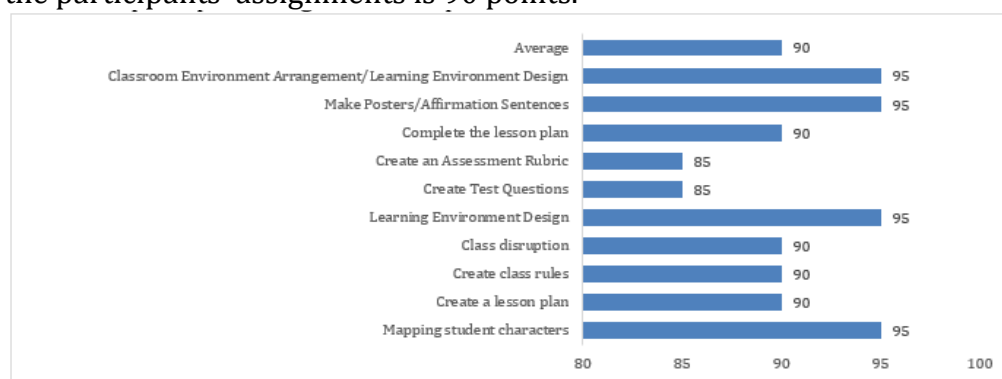 the participants' assignments is 90 points.
Average 90
Classroom Environment Arrangement/Learning Environment Design 95
Make Posters/Affirmation Sentences 95
Complete the lesson plan 90
Create an Assessment Rubric 85
Create Test Questions 85
Learning Environment Design 95
Class disruption 90
Create class rules 90
Create a lesson plan 90
Mapping student characters 95
80 85 90 95 100